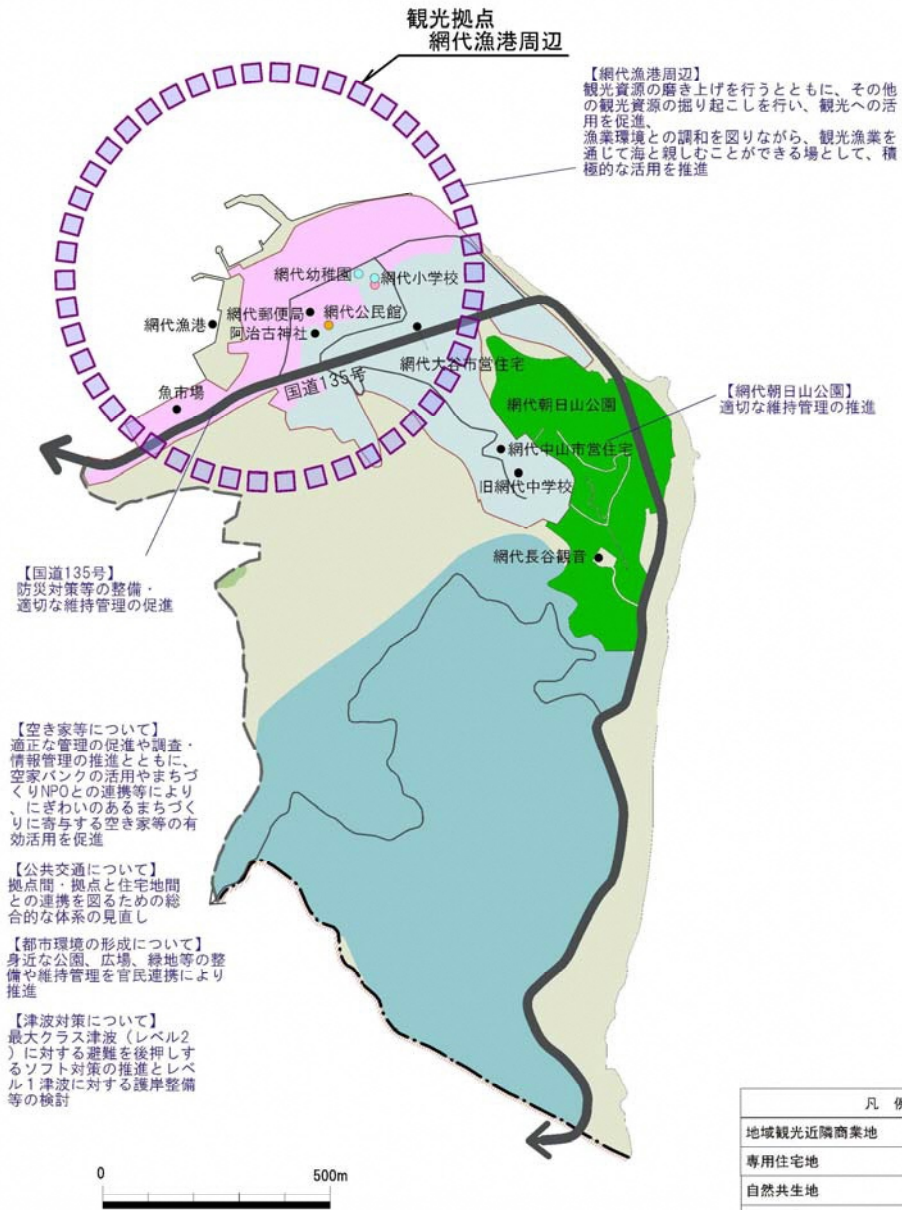 観光拠点
網代漁港周辺
【網代漁港周辺】
観光資源の磨き上げを行うとともに、その他
の観光資源の掘り起こしを行い、観光への活
用を促進、
漁業環境との調和を図りながら、観光漁業を
通じて海と親しむことができる場として、積
極的な活用を推進
網代幼稚園
網代小学校
網代郵便局
網代公民館
網代漁港
阿治古神社
網代大谷市営住宅
国道135号
魚市場
網代朝日山公園
【網代朝日山公園】
適切な維持管理の推進
網代中山市営住宅
旧網代中学校
網代長谷観音
【国道135号】
防災対策等の整備・
適切な維持管理の促進
【空き家等について】
適正な管理の促進や調査・
情報管理の推進とともに、
空家バンクの活用やまちづ
くりNPOとの連携等により
、にぎわいのあるまちづく
りに寄与する空き家等の有
効活用を促進
【公共交通について】
拠点間・拠点と住宅地間
との連携を図るための総
合的な体系の見直し
【都市環境の形成について】
身近な公園、広場、緑地等の整
備や維持管理を官民連携により
推進
【津波対策について】
最大クラス津波（レベル2
）に対する避難を後押しす
るソフト対策の推進とレベ
ル1津波に対する護岸整備
等の検討
0 500m
凡
地域観光近隣商業地
専用住宅地
自然共生地